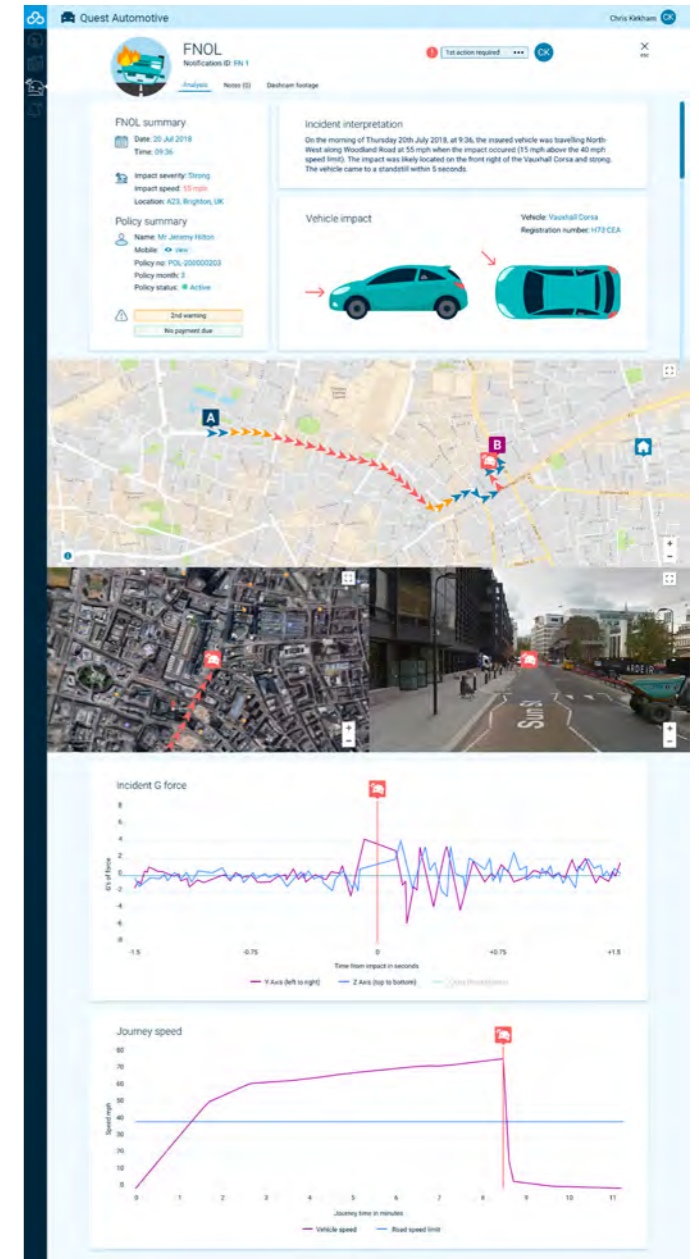 Quest Automotive
Chris Kirkham CK
FNOL
Notification ID: FN 1
1st action required
CK
esc
Analysis Notes (0) Dashcam footage
FNOL summary
Date: 20 Jul 2018
Time: 09:36
Impact severity: Strong
Impact speed: 55 mph
Location: A23, Brighton, UK
Policy summary
Name: Mr Jeremy Hilton
Mobile: view
Policy no: POL-200000203
Policy month: 3
Policy status: Active
2nd warning
No payment due
Incident interpretation
On the morning of Thursday 20th July 2018, at 9:36, the insured vehicle was travelling North-
West along Woodland Road at 55 mph when the impact occured (15 mph above the 40 mph
speed limit). The impact was likely located on the front right of the Vauxhall Corsa and strong.
The vehicle came to a standstill within 5 seconds.
Vehicle impact
Vehicle: Vauxhall Corsa
Registration number: H73 CEA
A
B
Sun St
ARDEIR
Incident G force
8
6
4
2
0
-2
-4
-6
-8
G's of force
-1.5 -0.75 0 +0.75 +1.5
Time from impact in seconds
Y Axis (left to right) Z Axis (top to bottom)
Journey speed
80
70
60
50
40
30
20
10
0
Speed mph
0 1 2 3 4 5 6 7 8 9 10 11
Journey time in minutes
Vehicle speed Road speed limit